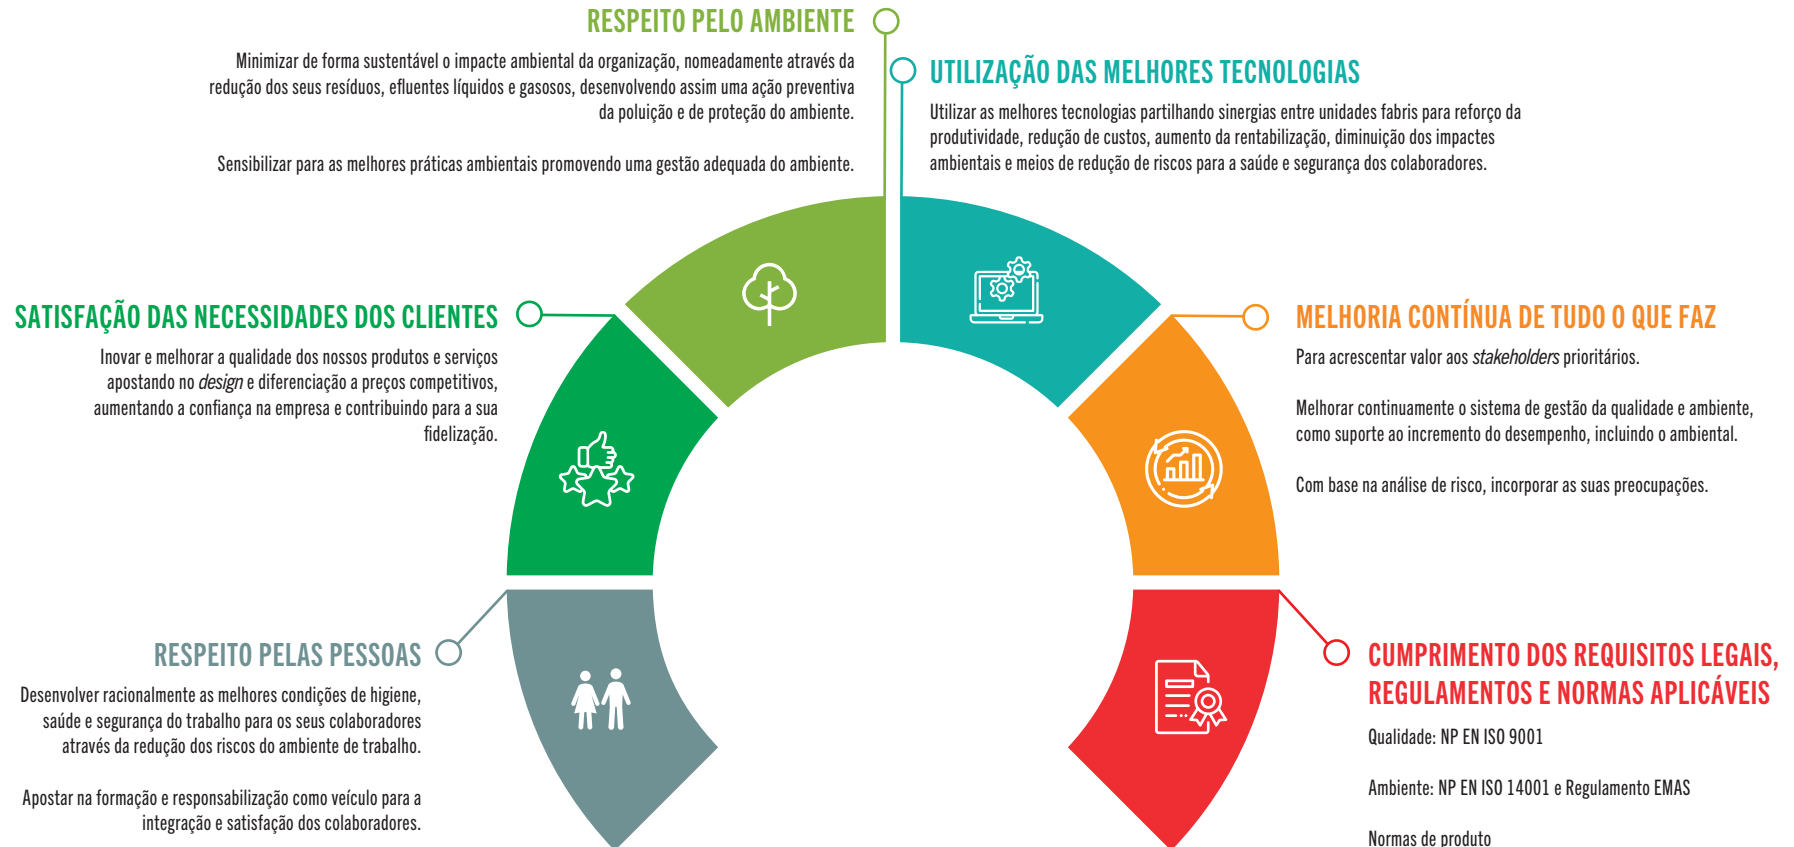 RESPEITO PELO AMBIENTE
Minimizar de forma sustentável o impacte ambiental da organização, nomeadamente através da
redução dos seus resíduos, efluentes líquidos e gasosos, desenvolvendo assim uma ação preventiva
da poluição e de proteção do ambiente.
Sensibilizar para as melhores práticas ambientais promovendo uma gestão adequada do ambiente.
UTILIZAÇÃO DAS MELHORES TECNOLOGIAS
Utilizar as melhores tecnologias partilhando sinergias entre unidades fabris para reforço da
produtividade, redução de custos, aumento da rentabilização, diminuição dos impactes
ambientais e meios de redução de riscos para a saúde e segurança dos colaboradores.
SATISFAÇÃO DAS NECESSIDADES DOS CLIENTES
Inovar e melhorar a qualidade dos nossos produtos e serviços
apostando no design e diferenciação a preços competitivos,
aumentando a confiança na empresa e contribuindo para a sua
fidelização.
MELHORIA CONTÍNUA DE TUDO O QUE FAZ
Para acrescentar valor aos stakeholders prioritários.
Melhorar continuamente o sistema de gestão da qualidade e ambiente,
como suporte ao incremento do desempenho, incluindo o ambiental.
Com base na análise de risco, incorporar as suas preocupações.
RESPEITO PELAS PESSOAS
Desenvolver racionalmente as melhores condições de higiene,
saúde e segurança do trabalho para os seus colaboradores
através da redução dos riscos do ambiente de trabalho.
Apostar na formação e responsabilização como veículo para a
integração e satisfação dos colaboradores.
CUMPRIMENTO DOS REQUISITOS LEGAIS,
REGULAMENTOS E NORMAS APLICÁVEIS
Qualidade: NP EN ISO 9001
Ambiente: NP EN ISO 14001 e Regulamento EMAS
Normas de produto